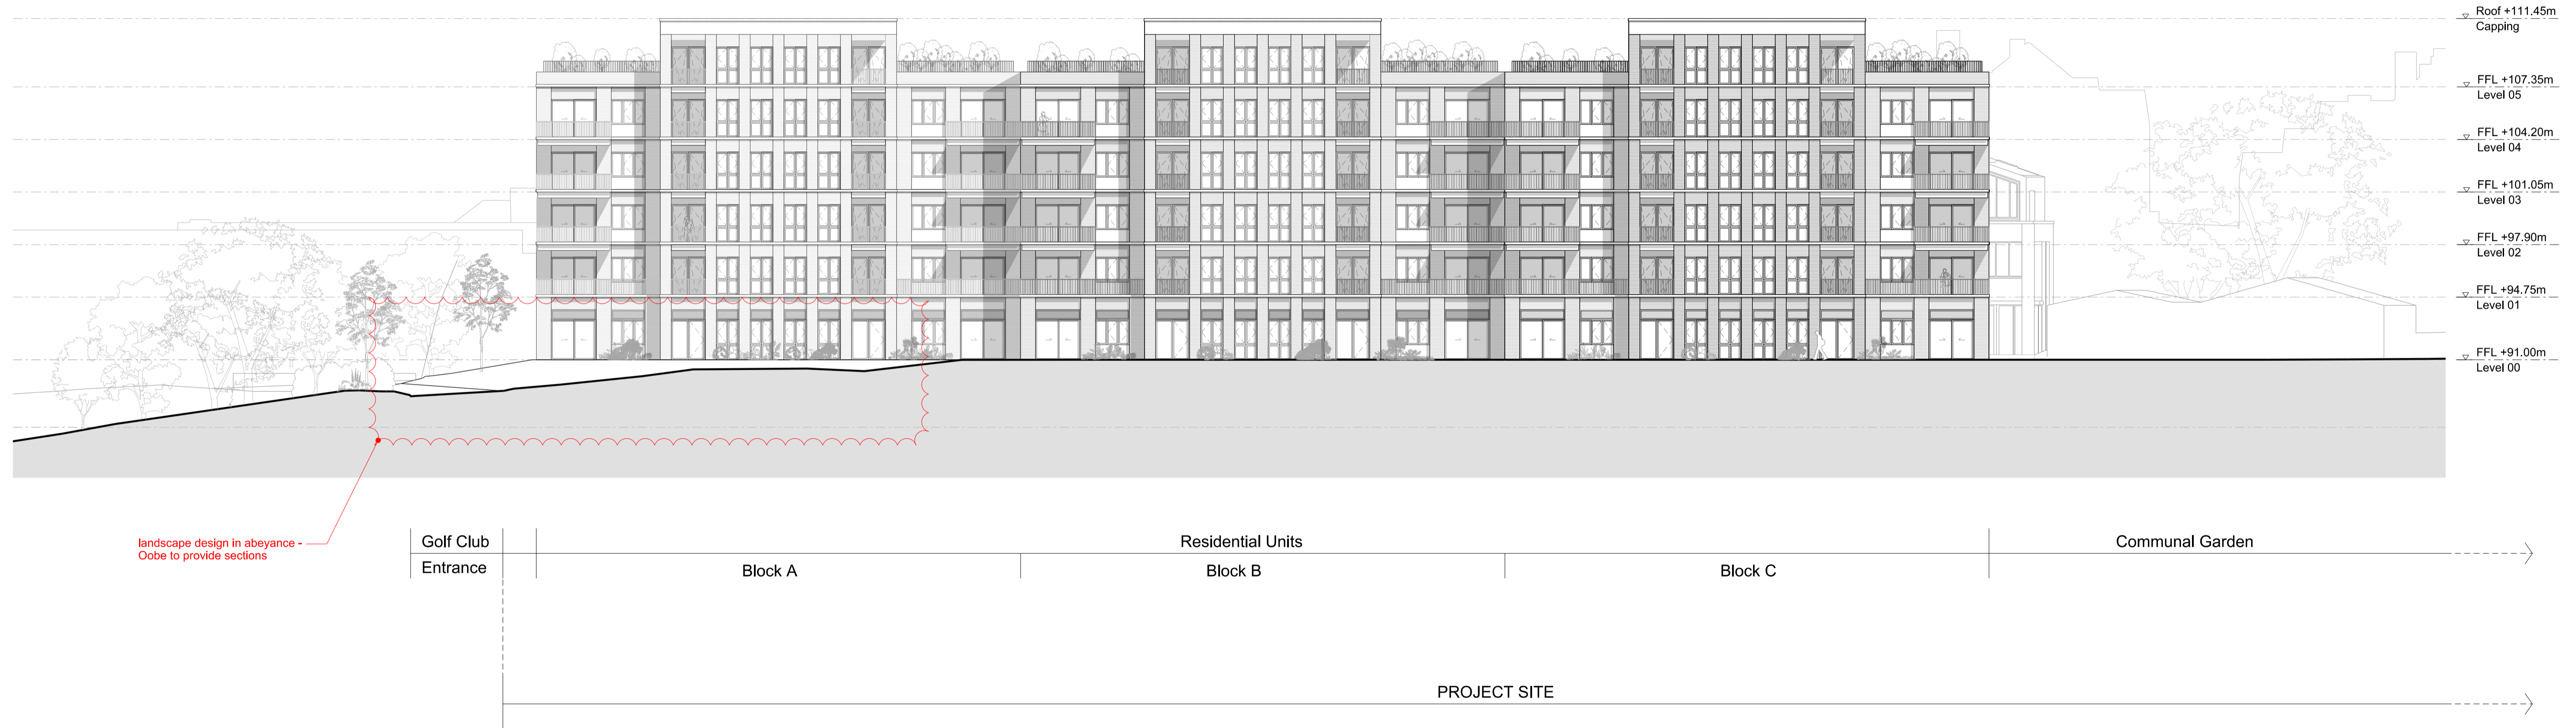 Roof +111.45m
Capping
FFL +107.35m
Level 05
FFL +104.20m
Level 04
FFL +101.05m
Level 03
FFL +97.90m
Level 02
FFL +94.75m
Level 01
FFL +91.00m
Level 00
landscape design in abeyance -
Oobe to provide sections
Golf Club
Entrance
Residential Units
Communal Garden
Block A
Block B
Block C
PROJECT SITE